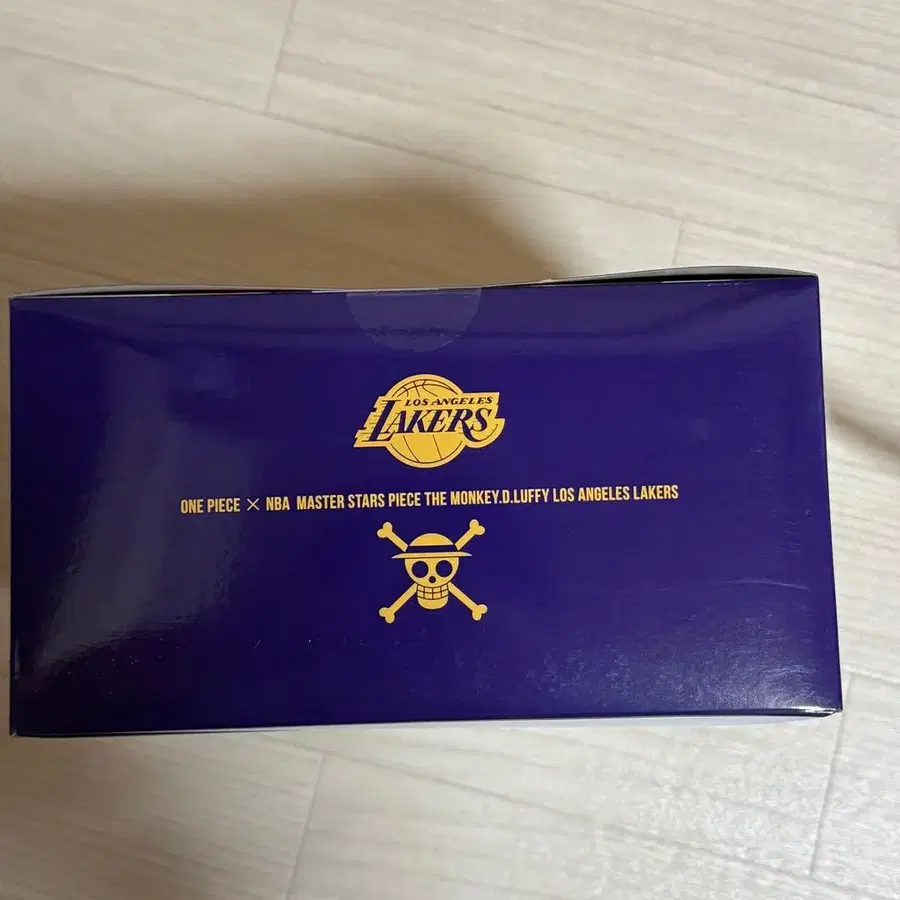 LOS ANGELES
LAKERS
ONE PIECE × NBA MASTER STARS PIECE THE MONKEY.D.LUFFY LOS ANGELES LAKERS